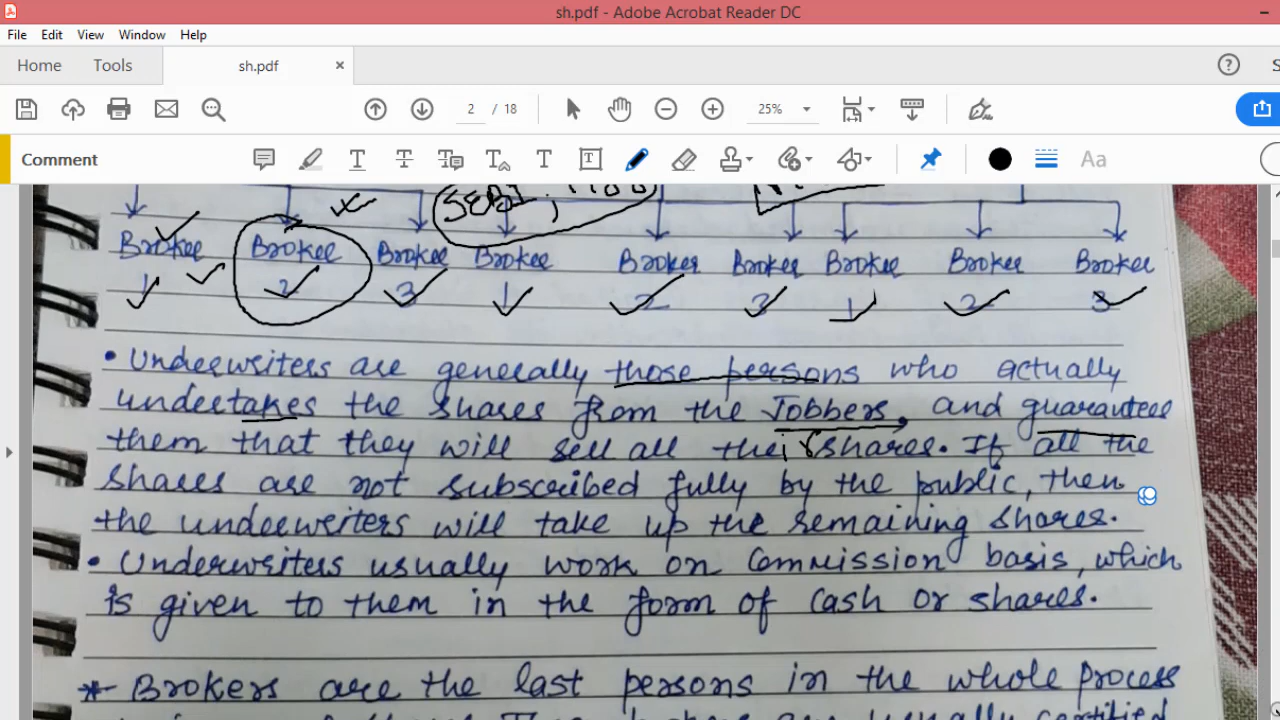 sh.pdf - Adobe Acrobat Reader DC
File Edit View Window Help
Home Tools sh.pdf ×
2 / 18 25%
Comment Aa
SEBI,
Broker Broker Broker Broker Broker Broker Broker Broker Broker
1 2 3 1 2 3 1 2 3
• Underwriters are generally those persons who actually
undertakes the shares from the Jobbers, and guarantees
them that they will sell all their shares. If all the
shares are not subscribed fully by the public, then
the underwriters will take up the remaining shares.
• Underwriters usually work on Commission basis, which
is given to them in the form of cash or shares.
* Brokers are the last persons in the whole process
usually certified